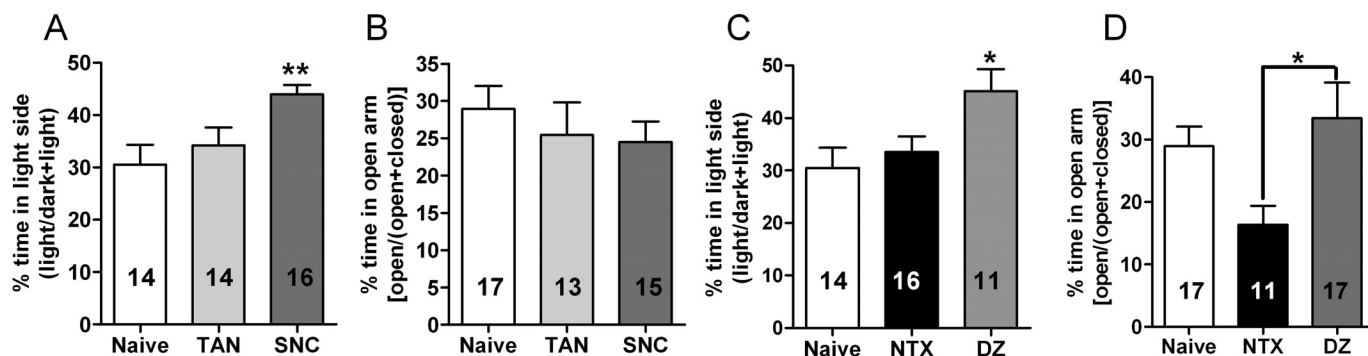 A
% time in light side
(light/dark+light)
50
40
30
20
10
0
**
14
14
16
Naive
TAN
SNC
B
% time in open arm
[open/(open+closed)]
35
30
25
20
15
10
5
0
17
13
15
Naive
TAN
SNC
C
% time in light side
(light/dark+light)
50
40
30
20
10
0
*
14
16
11
Naive
NTX
DZ
D
% time in open arm
[open/(open+closed)]
40
30
20
10
0
*
17
11
17
Naive
NTX
DZ